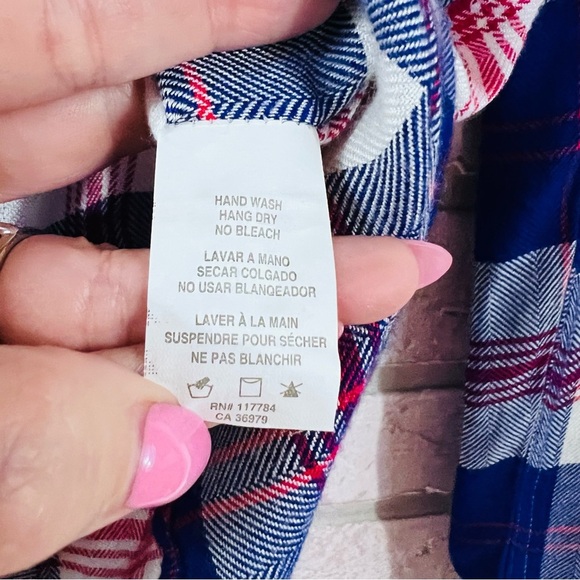 HAND WASH
HANG DRY
NO BLEACH
LAVAR A MANO
SECAR COLGADO
NO USAR BLANQEADOR
LAVER À LA MAIN
SUSPENDRE POUR SÉCHER
NE PAS BLANCHIR
RN# 117784
CA 36979